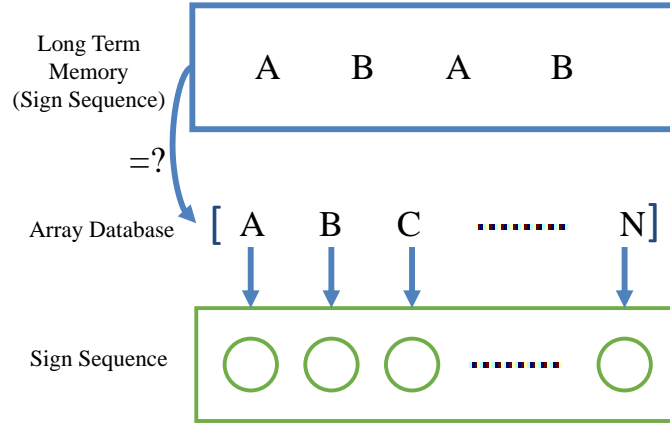 Long Term
Memory
(Sign Sequence)
A B A B
=?
Array Database
[ A B C N ]
Sign Sequence